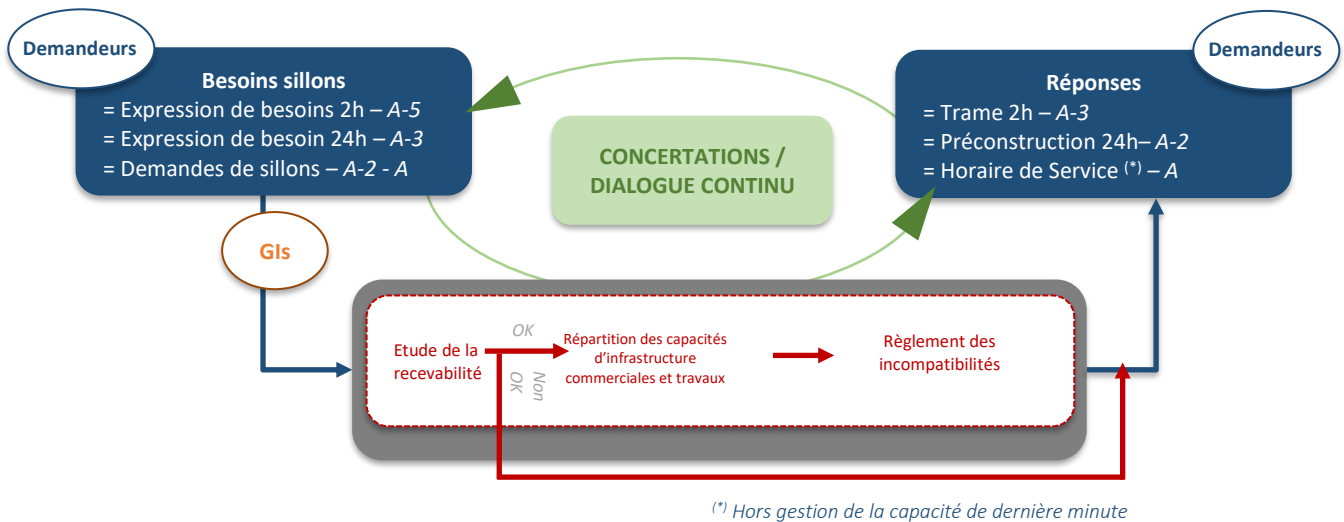 Demandeurs
Besoins sillons
= Expression de besoins 2h – A-5
= Expression de besoin 24h – A-3
= Demandes de sillons – A-2 - A
Demandeurs
Réponses
= Trame 2h – A-3
= Préconstruction 24h– A-2
= Horaire de Service (*) – A
CONCERTATIONS /
DIALOGUE CONTINU
GIs
Etude de la
recevabilité
OK
Non
OK
Répartition des capacités
d’infrastructure
commerciales et travaux
Règlement des
incompatibilités
(*) Hors gestion de la capacité de dernière minute